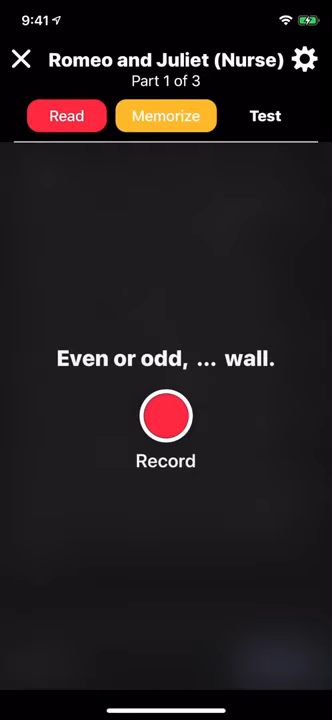 9:41
Romeo and Juliet (Nurse)
Part 1 of 3
Read Memorize Test
Even or odd, ... wall.
Record